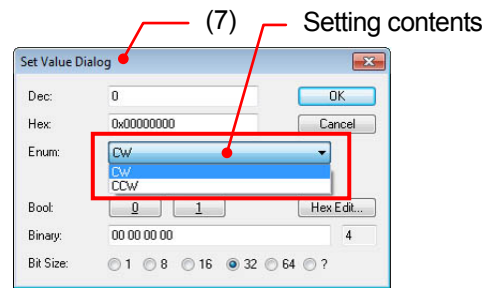 (7) Setting contents
Set Value Dialog
Dec: 0 OK
Hex: 0x00000000 Cancel
Enum: CW
CW
CCW
Bool: 0 1 Hex Edit...
Binary: 00 00 00 00 4
Bit Size: 1 8 16 32 64 ?